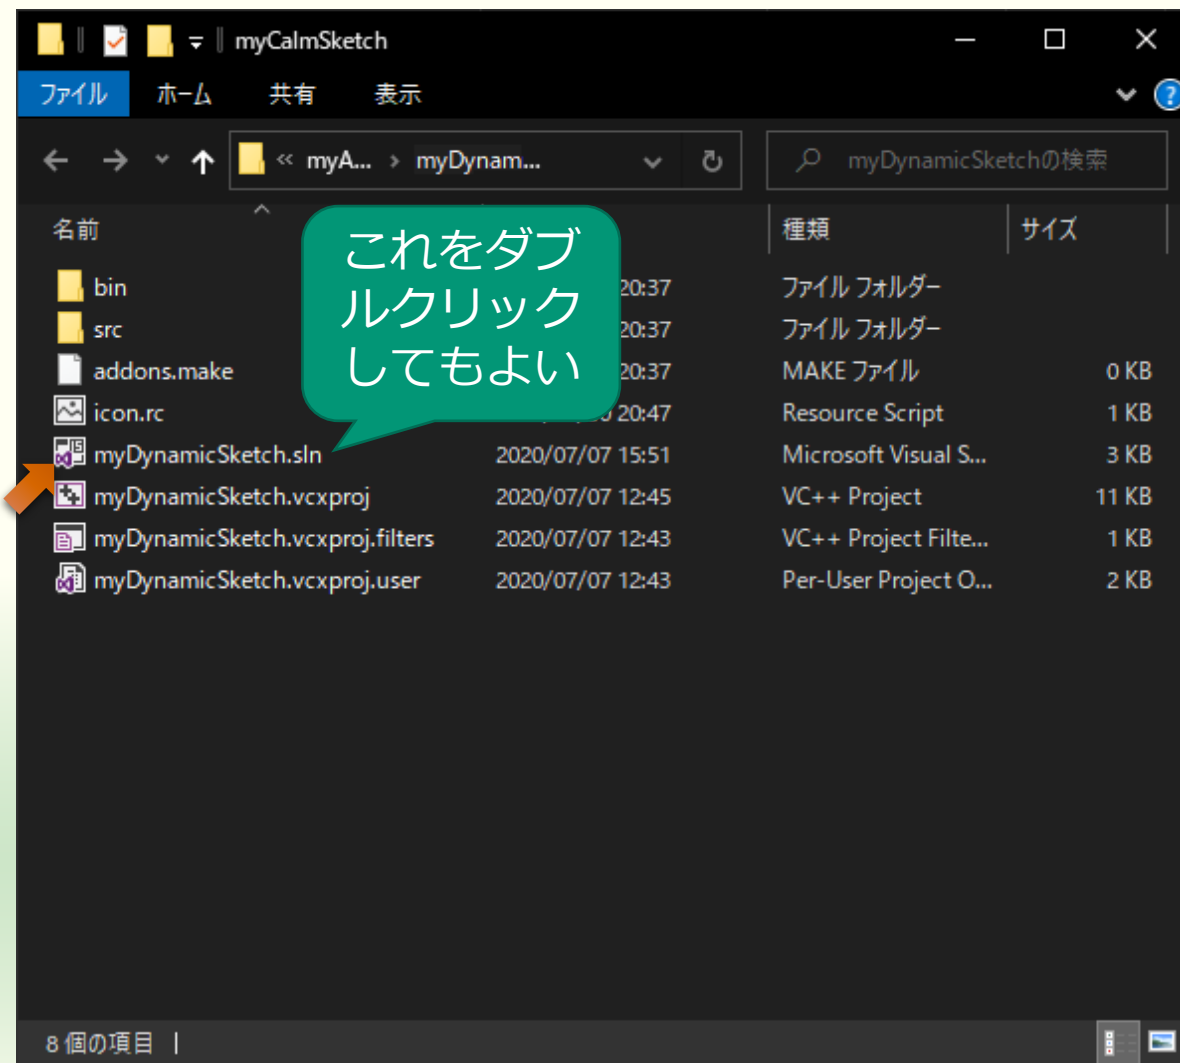 myCalmSketch
ファイル ホーム 共有 表示
« myA... › myDynam... myDynamicSketchの検索
名前 種類 サイズ
これをダブ
ルクリック
してもよい
bin 20:37 ファイル フォルダー
src 20:37 ファイル フォルダー
addons.make 20:37 MAKE ファイル 0 KB
icon.rc 20:47 Resource Script 1 KB
myDynamicSketch.sln 2020/07/07 15:51 Microsoft Visual S... 3 KB
myDynamicSketch.vcxproj 2020/07/07 12:45 VC++ Project 11 KB
myDynamicSketch.vcxproj.filters 2020/07/07 12:43 VC++ Project Filte... 1 KB
myDynamicSketch.vcxproj.user 2020/07/07 12:43 Per-User Project O... 2 KB
8 個の項目